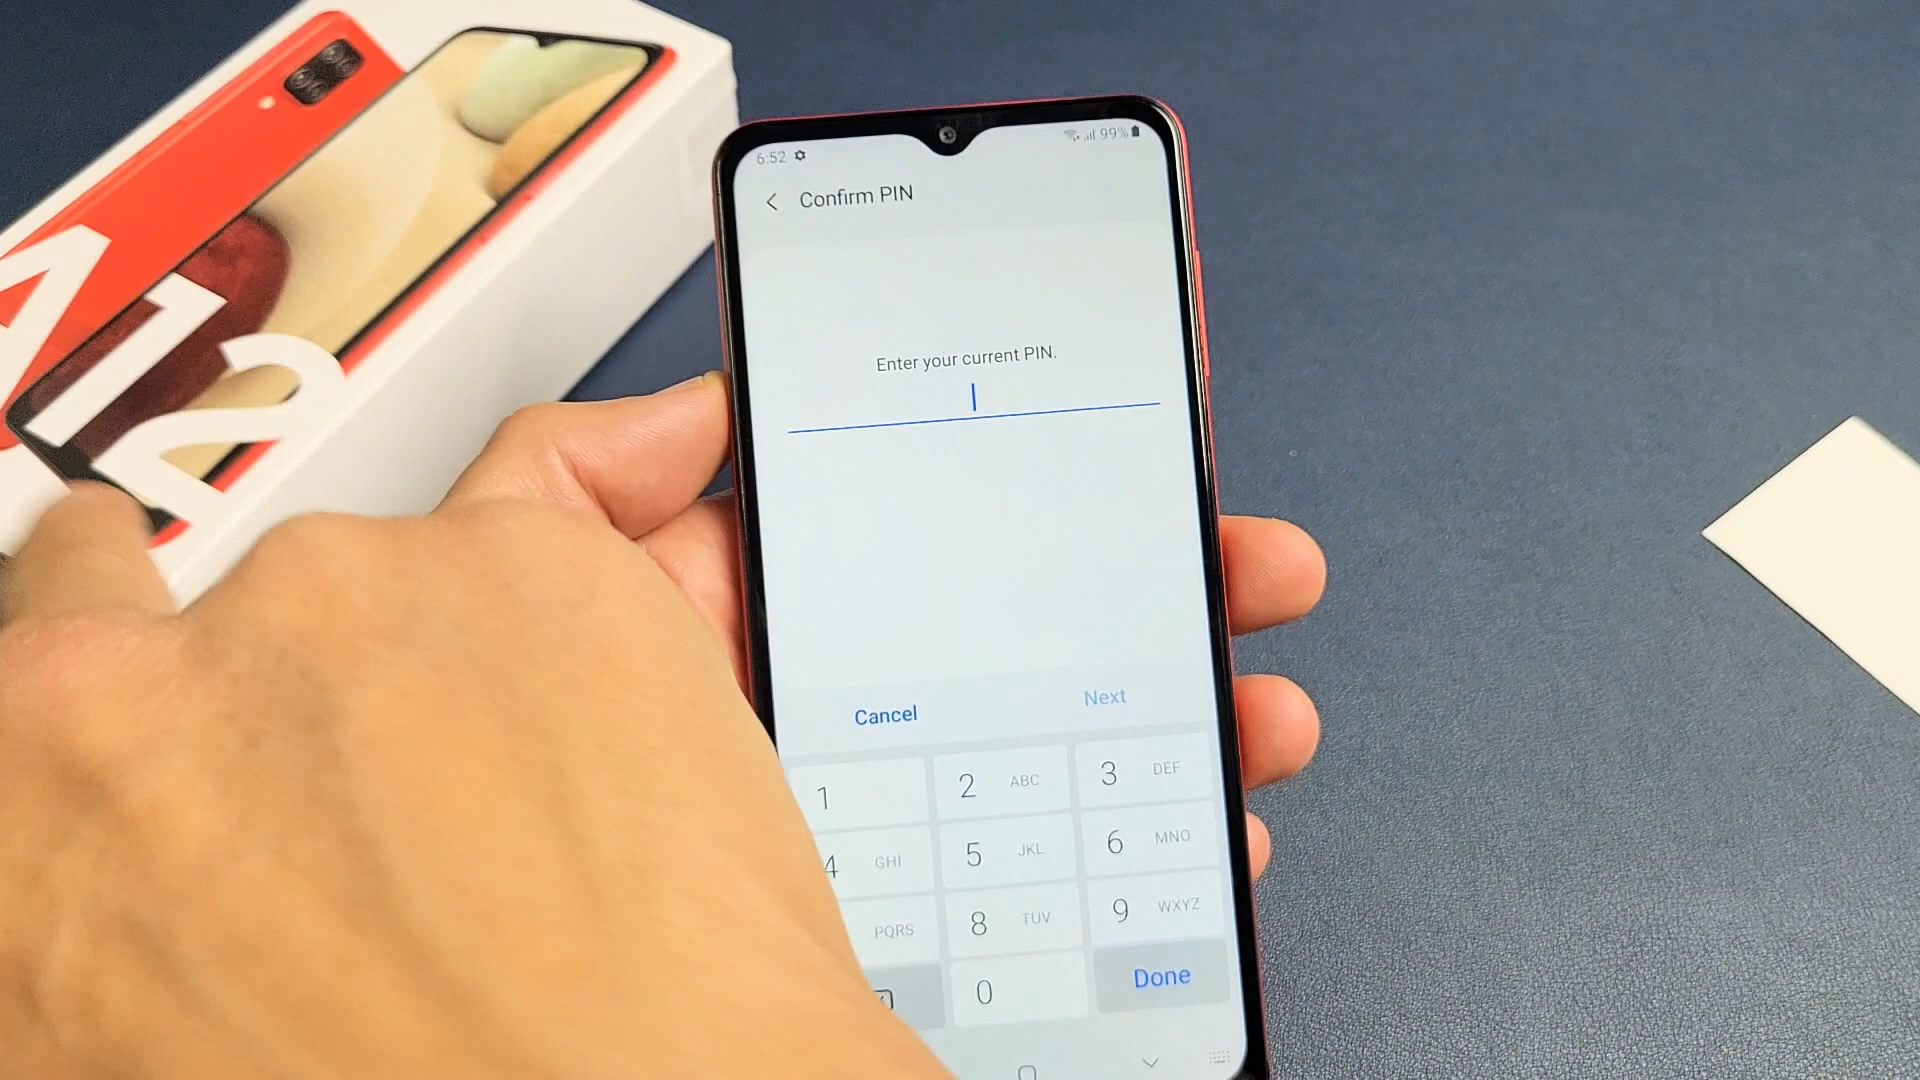 A12
6:52 99%
Confirm PIN
Enter your current PIN.
Cancel Next
1 2 ABC 3 DEF
4 GHI 5 JKL 6 MNO
PQRS 8 TUV 9 WXYZ
0 Done